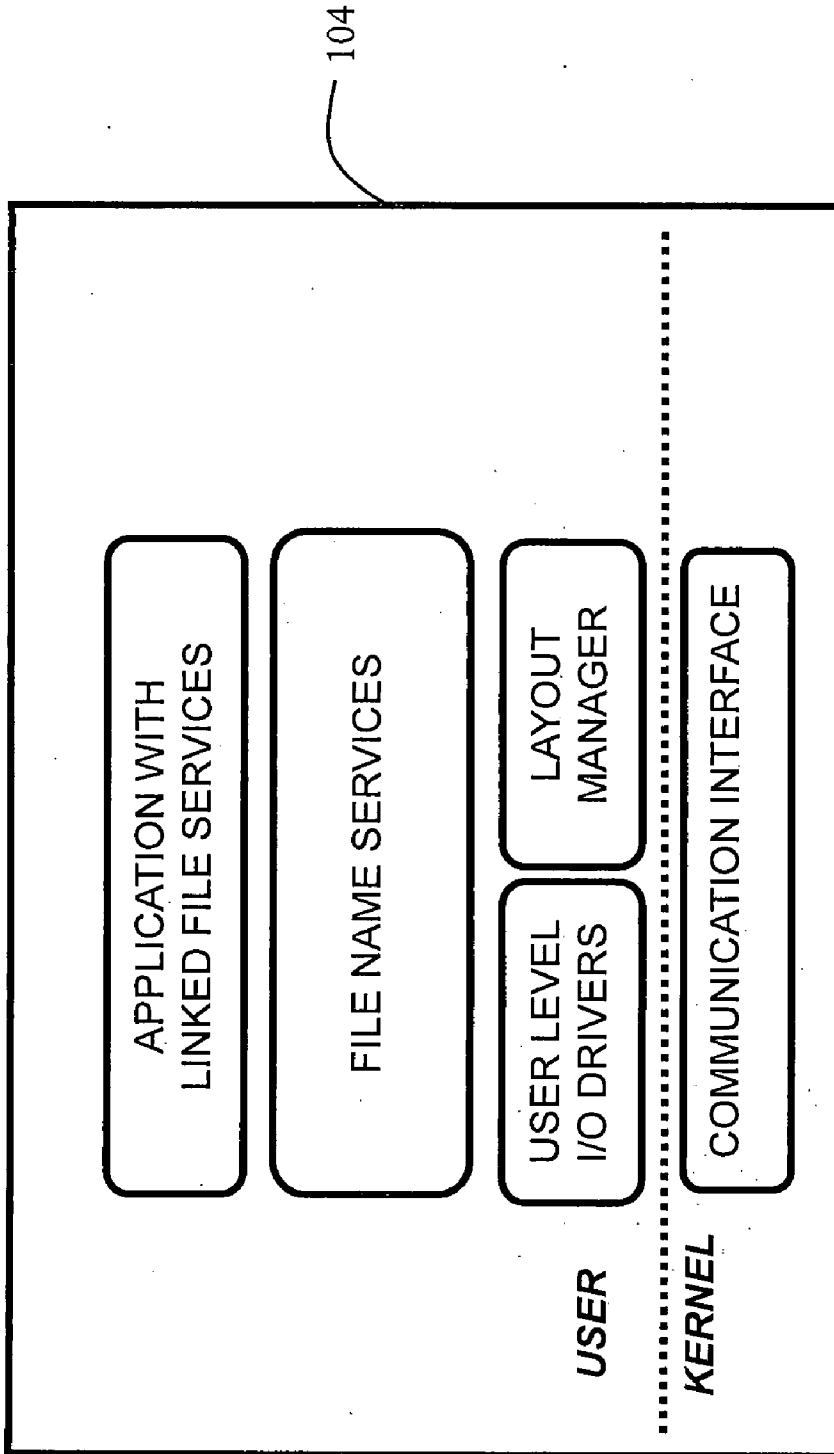 104
APPLICATION WITH
LINKED FILE SERVICES
FILE NAME SERVICES
USER LEVEL
I/O DRIVERS
LAYOUT
MANAGER
USER
KERNEL
COMMUNICATION INTERFACE